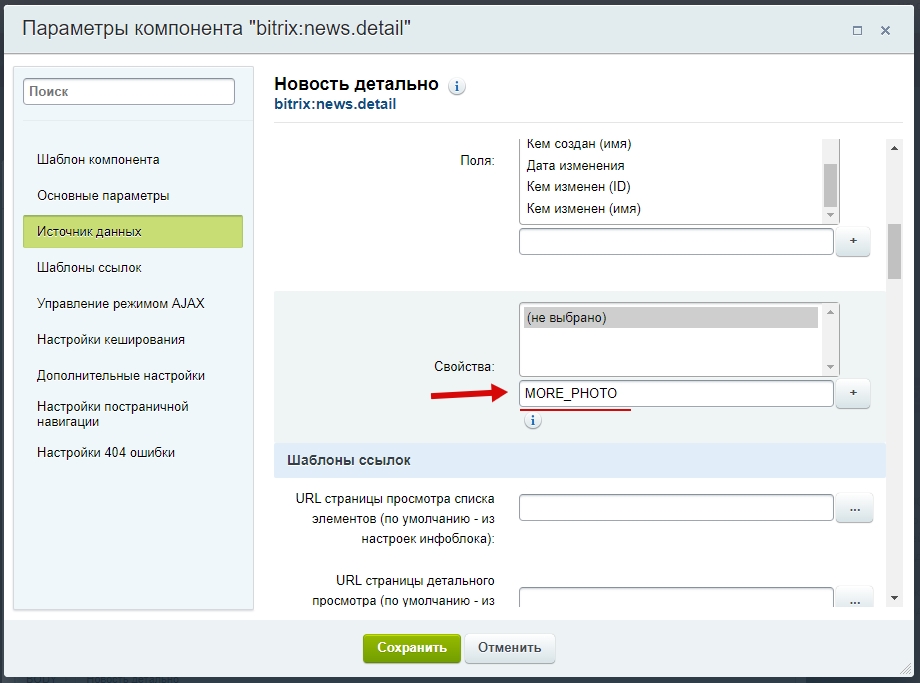 Параметры компонента "bitrix:news.detail"
Поиск
Шаблон компонента
Основные параметры
Источник данных
Шаблоны ссылок
Управление режимом AJAX
Настройки кеширования
Дополнительные настройки
Настройки постраничной
навигации
Настройки 404 ошибки
Новость детально
bitrix:news.detail
Поля:
Кем создан (имя)
Дата изменения
Кем изменен (ID)
Кем изменен (имя)
+
Свойства:
(не выбрано)
MORE_PHOTO
+
Шаблоны ссылок
URL страницы просмотра списка
элементов (по умолчанию - из
настроек инфоблока):
...
URL страницы детального
просмотра (по умолчанию - из
...
Сохранить
Отменить